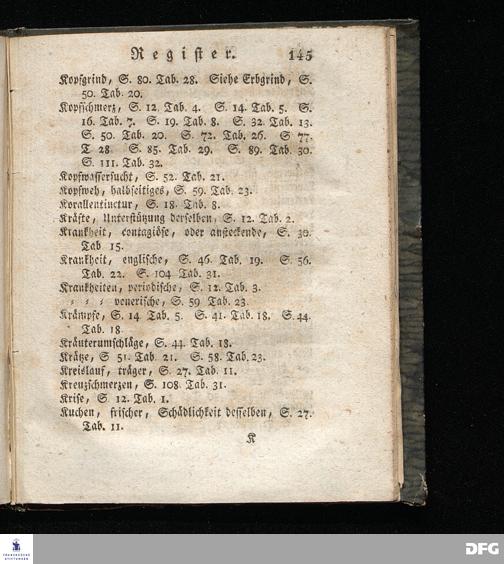 Regiſter. 145
Kopfgrind, S. 80. Tab. 28. Siehe Erbgrind, S.
50. Tab. 20.
Kopfſchmerz, S. 12. Tab. 4. S. 14. Tab. 5. S.
16. Tab. 7. S. 19. Tab. 8. S. 32. Tab. 13.
S. 50. Tab. 20. S. 72. Tab. 26. S 77.
T 28. S. 85. Tab. 29. S. 89. Tab. 30.
S. 111. Tab. 32.
Kopfwaſſerſucht, S. 52. Tab. 21.
Kopfweh, halbſeitiges, S. 59. Tab. 23.
Korallentinctur, S. 18. Tab. 8.
Kräfte, Unterſtützung derſelben, S. 12. Tab. 2.
Krankheit, contagiöſe, oder anſteckende, S. 30.
Tab. 15.
Krankheit, engliſche, S. 46. Tab. 19. S. 56.
Tab. 22. S. 104 Tab. 31.
Krankheiten, periodiſche, S. 12. Tab. 3.
⸗ ⸗ ⸗ veneriſche, S. 59 Tab. 23.
Krämpfe, S. 14. Tab. 5. S. 41. Tab. 18. S. 44.
Tab. 18.
Kräuterumſchläge, S. 44. Tab. 18.
Krätze, S 51. Tab. 21. S. 58. Tab. 23.
Kreislauf, träger, S. 27. Tab. 11.
Kreuzſchmerzen, S. 108. Tab. 31.
Kriſe, S. 12. Tab. 1.
Kuchen, friſcher, Schädlichkeit deſſelben, S. 27.
Tab. 11.
K
FRANCKESCHE
STIFTUNGEN
DFG